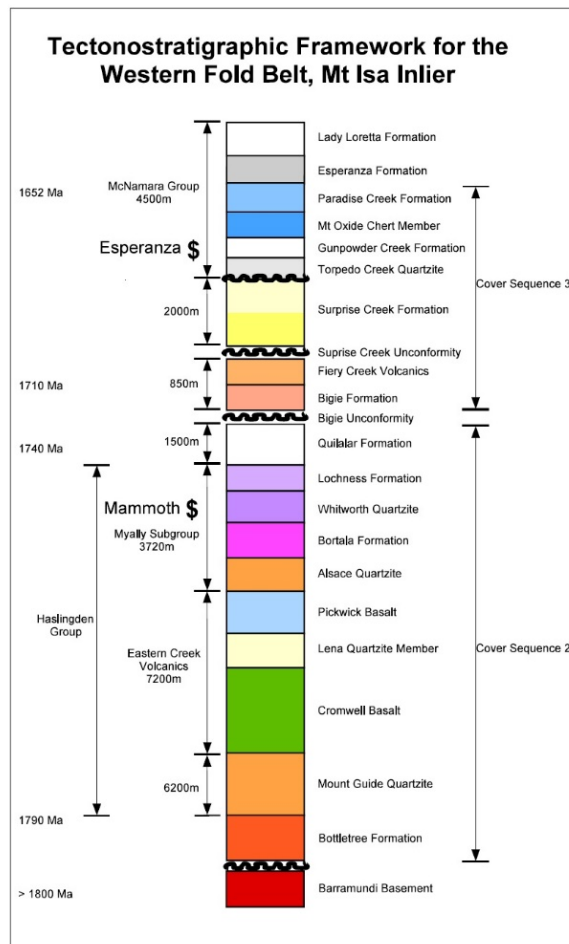 Tectonostratigraphic Framework for the
Western Fold Belt, Mt Isa Inlier
Lady Loretta Formation
Esperanza Formation
1652 Ma
McNamara Group
4500m
Paradise Creek Formation
Mt Oxide Chert Member
Esperanza $
Gunpowder Creek Formation
Torpedo Creek Quartzite
Cover Sequence 3
2000m
Surprise Creek Formation
Suprise Creek Unconformity
1710 Ma
850m
Fiery Creek Volcanics
Bigie Formation
Bigie Unconformity
1740 Ma
1500m
Quilalar Formation
Lochness Formation
Mammoth $
Whitworth Quartzite
Myally Subgroup
3720m
Bortala Formation
Alsace Quartzite
Haslingden
Group
Pickwick Basalt
Eastern Creek
Volcanics
7200m
Lena Quartzite Member
Cover Sequence 2
Cromwell Basalt
6200m
Mount Guide Quartzite
1790 Ma
Bottletree Formation
> 1800 Ma
Barramundi Basement